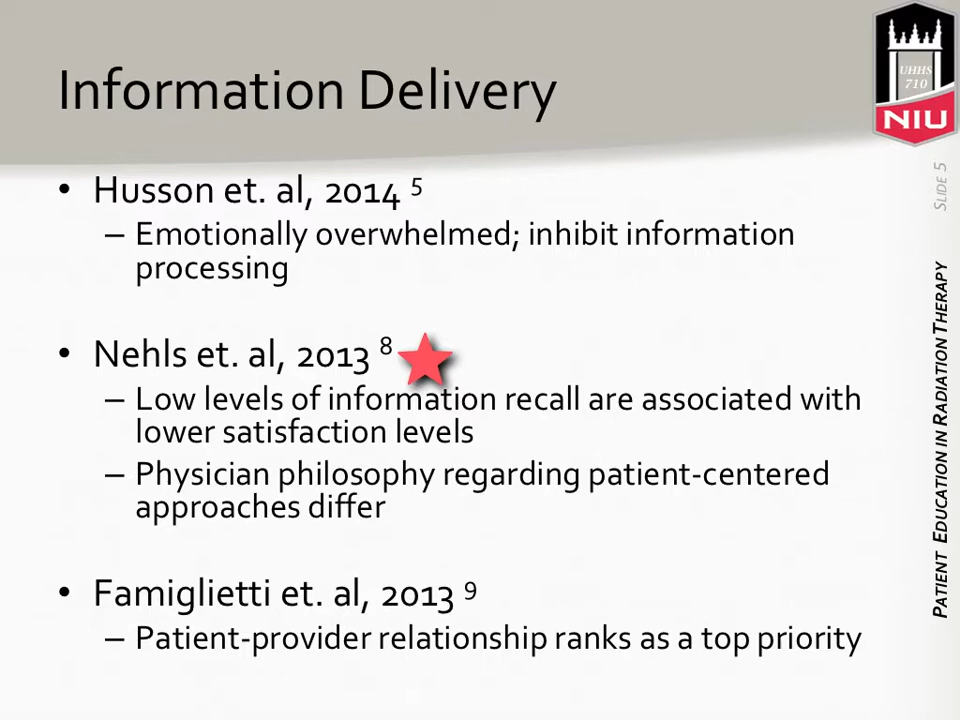 Information Delivery
• Husson et. al, 2014 5
– Emotionally overwhelmed; inhibit information
processing
• Nehls et. al, 2013 8
– Low levels of information recall are associated with
lower satisfaction levels
– Physician philosophy regarding patient-centered
approaches differ
• Famiglietti et. al, 2013 9
– Patient-provider relationship ranks as a top priority
UHHS
710
NIU
SLIDE 5
PATIENT EDUCATION IN RADIATION THERAPY